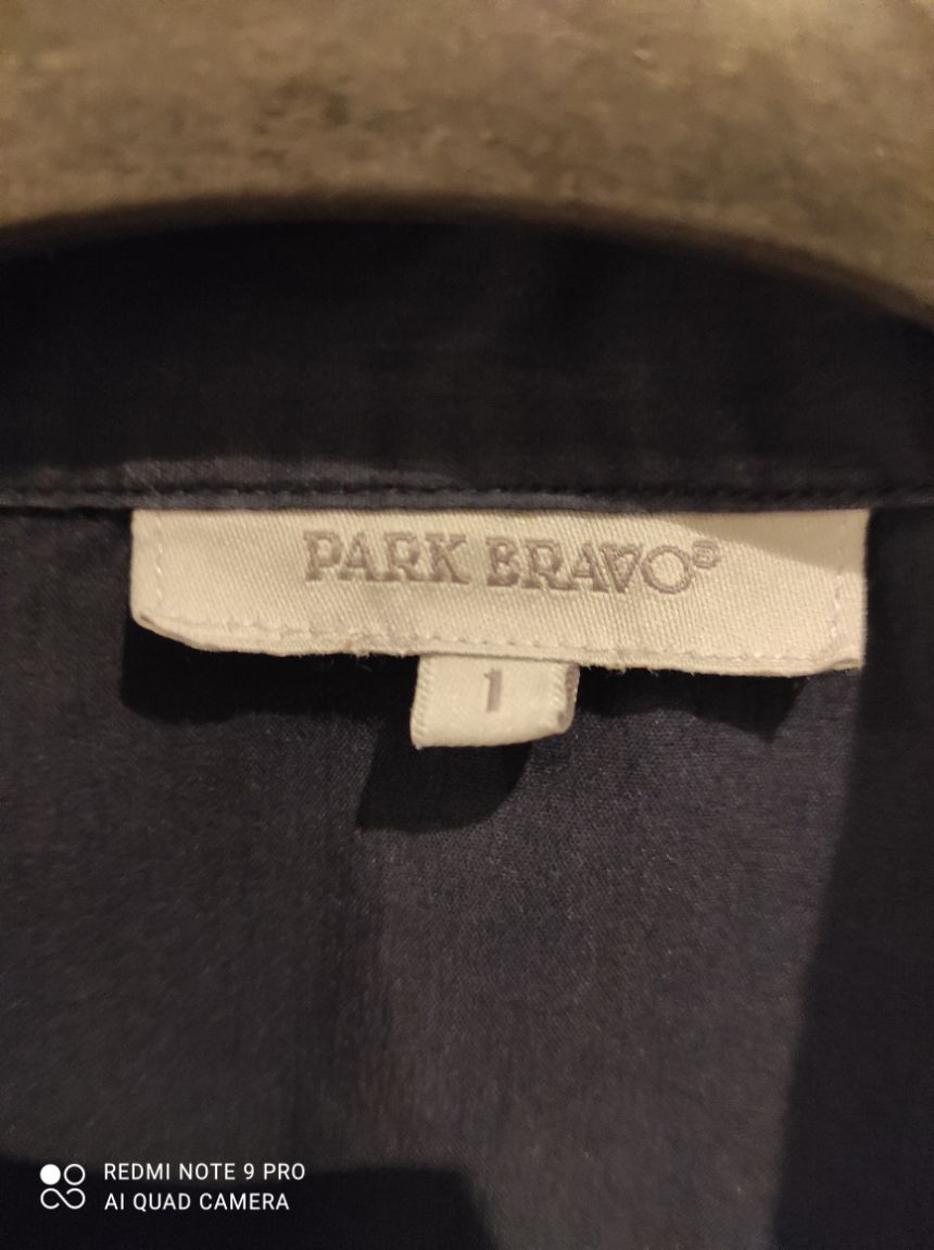 PARK BRAVO®
1
REDMI NOTE 9 PRO
AI QUAD CAMERA